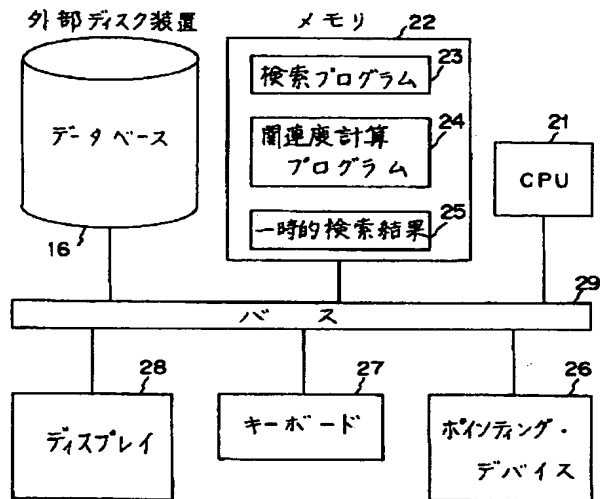 外部ディスク装置
メモリ
22
検索プログラム
23
データベース
関連度計算
プログラム
24
21
CPU
一時的検索結果
25
16
バス
29
28
27
26
ディスプレイ
キーボード
ポインティング・
デバイス